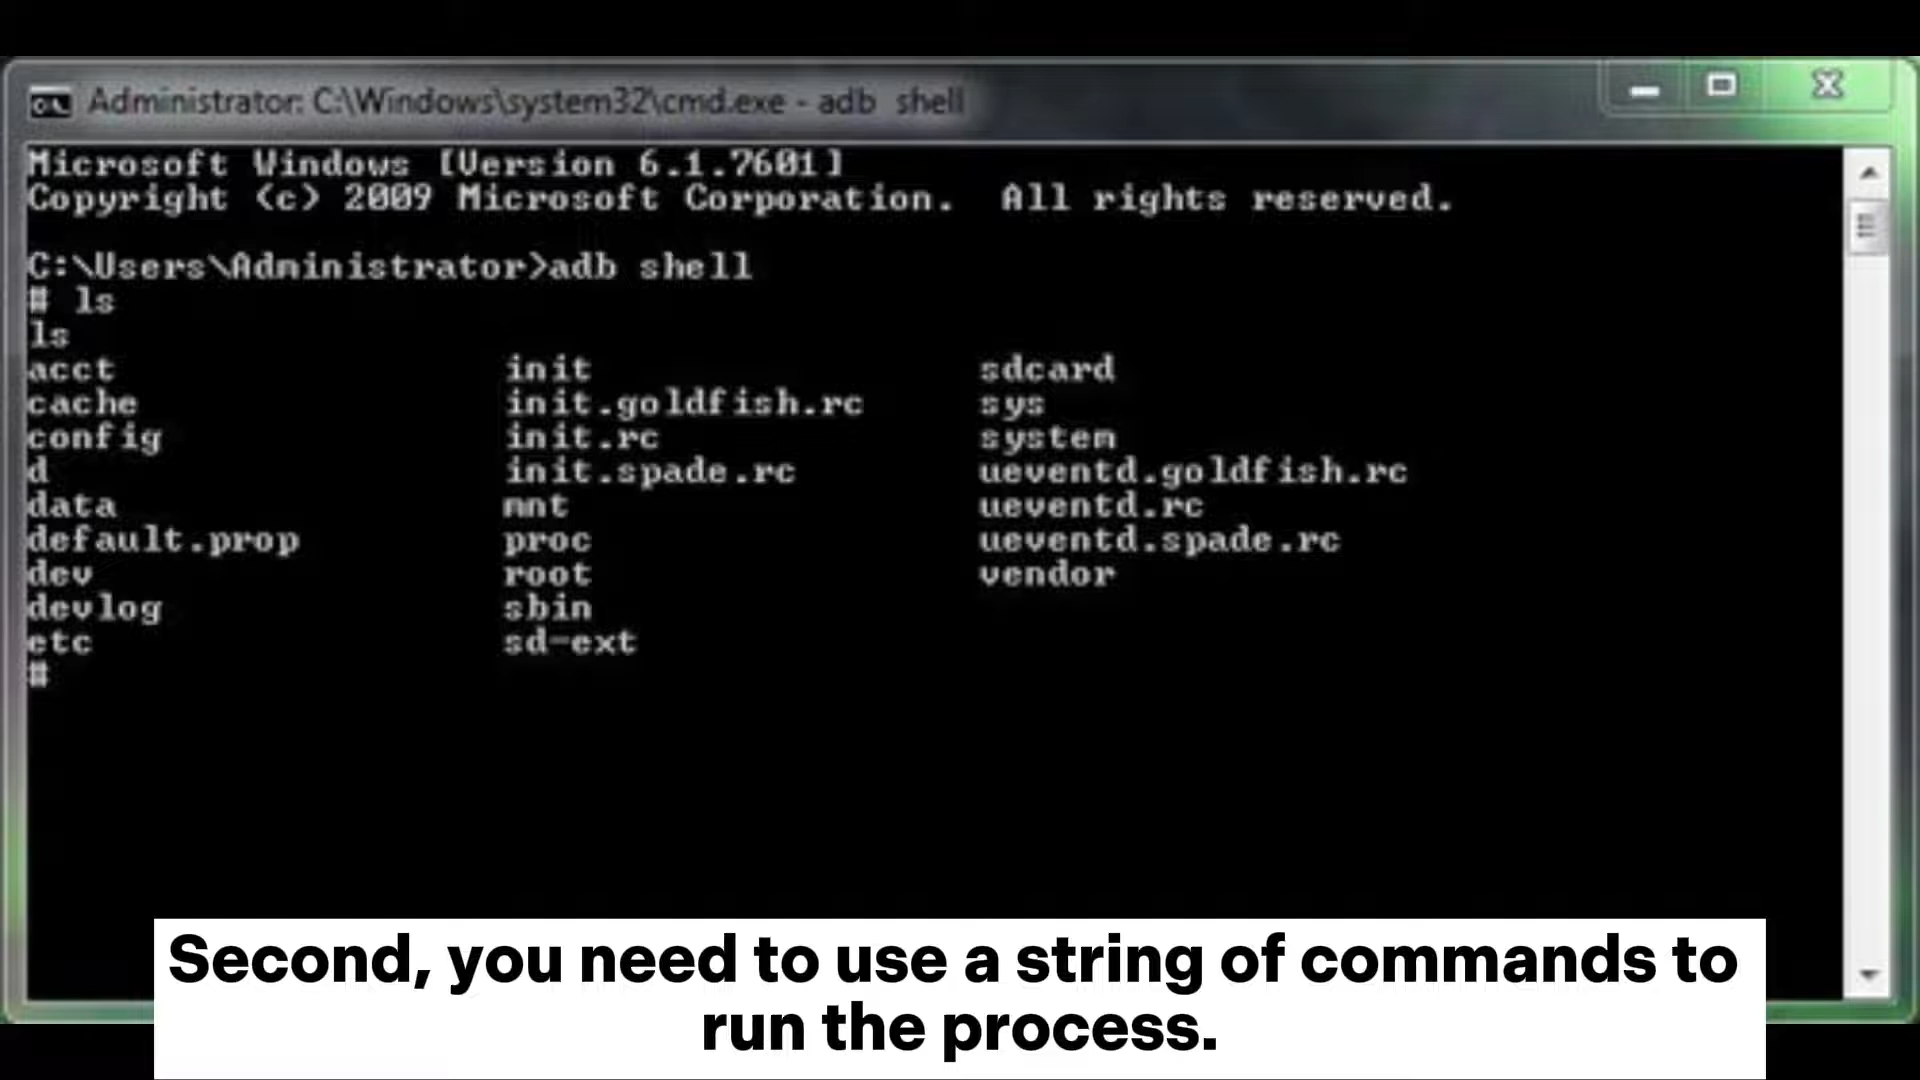 Administrator: C:\Windows\system32\cmd.exe - adb shell
Microsoft Windows [Version 6.1.7601]
Copyright (c) 2009 Microsoft Corporation. All rights reserved.
C:\Users\Administrator>adb shell
# ls
ls
acct init sdcard
cache init.goldfish.rc sys
config init.rc system
d init.spade.rc ueventd.goldfish.rc
data mnt ueventd.rc
default.prop proc ueventd.spade.rc
dev root vendor
devlog sbin
etc sd-ext
#
Second, you need to use a string of commands to
run the process.